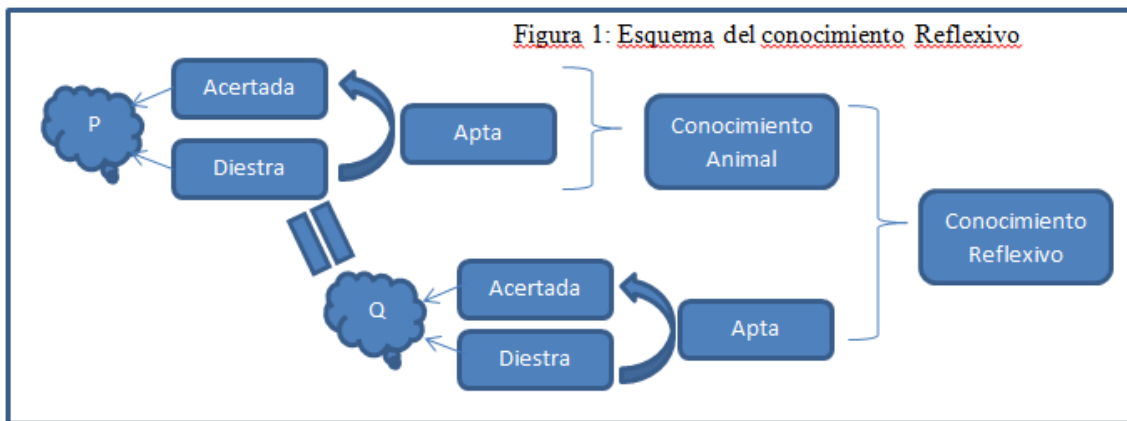 Figura 1: Esquema del conocimiento Reflexivo
Acertada
P
Diestra
Apta
Conocimiento
Animal
Conocimiento
Reflexivo
Acertada
Q
Diestra
Apta